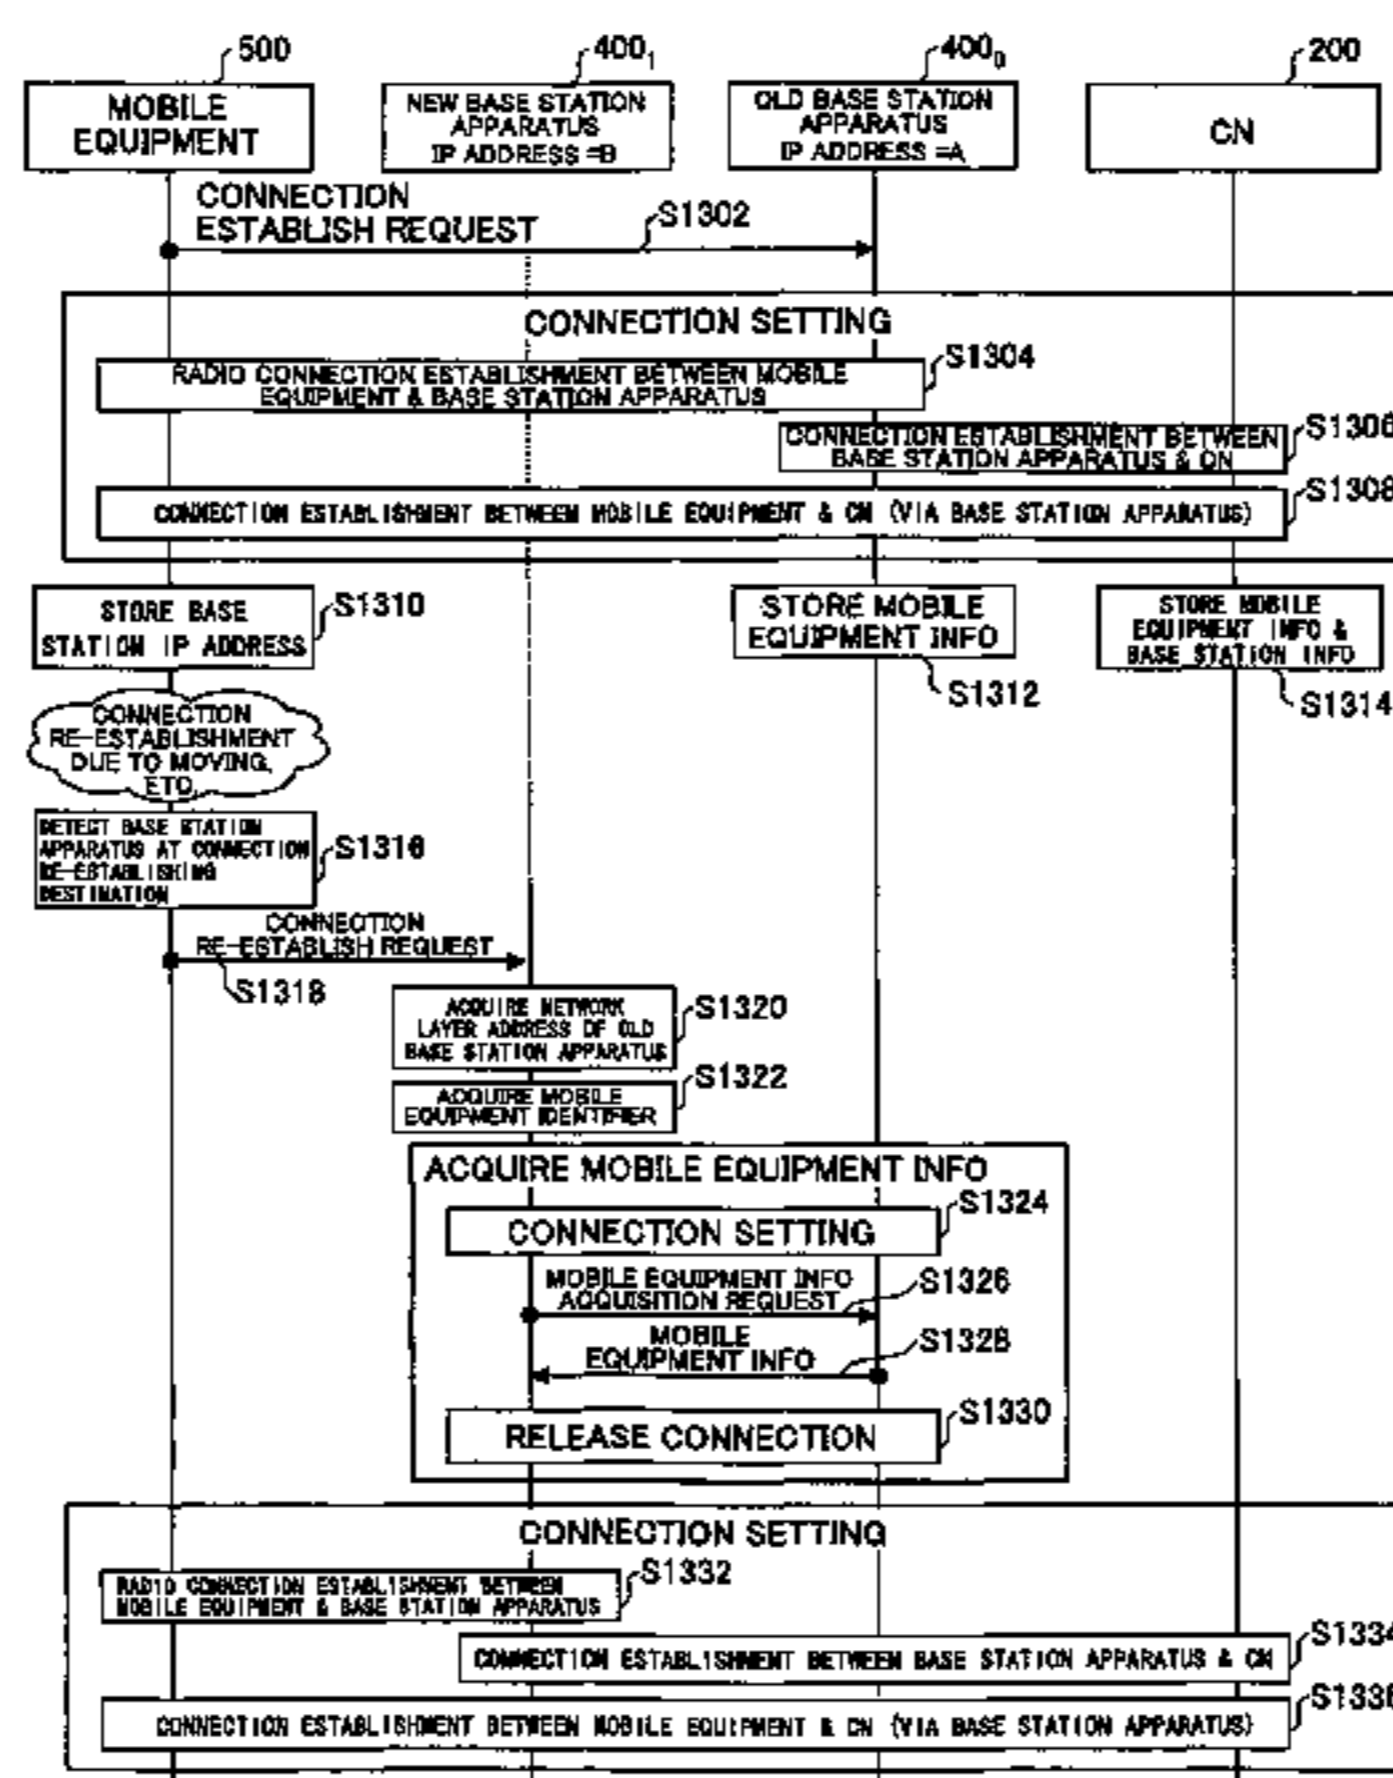 500
400₁
400₀
200
MOBILE
EQUIPMENT
NEW BASE STATION
APPARATUS
IP ADDRESS =B
OLD BASE STATION
APPARATUS
IP ADDRESS =A
CN
CONNECTION
ESTABLISH REQUEST
S1302
CONNECTION SETTING
S1304
RADIO CONNECTION ESTABLISHMENT BETWEEN MOBILE
EQUIPMENT & BASE STATION APPARATUS
S1306
CONNECTION ESTABLISHMENT BETWEEN
BASE STATION APPARATUS & CN
S1308
CONNECTION ESTABLISHMENT BETWEEN MOBILE EQUIPMENT & CN (VIA BASE STATION APPARATUS)
STORE BASE
STATION IP ADDRESS
S1310
STORE MOBILE
EQUIPMENT INFO
S1312
STORE MOBILE
EQUIPMENT INFO &
BASE STATION INFO
S1314
CONNECTION
RE-ESTABLISHMENT
DUE TO MOVING,
ETC.
DETECT BASE STATION
APPARATUS AT CONNECTION
RE-ESTABLISHING
DESTINATION
S1316
CONNECTION
RE-ESTABLISH REQUEST
S1318
ACQUIRE NETWORK
LAYER ADDRESS OF OLD
BASE STATION APPARATUS
S1320
ACQUIRE MOBILE
EQUIPMENT IDENTIFIER
S1322
ACQUIRE MOBILE EQUIPMENT INFO
S1324
CONNECTION SETTING
MOBILE EQUIPMENT INFO
ACQUISITION REQUEST
S1326
MOBILE
EQUIPMENT INFO
S1328
S1330
RELEASE CONNECTION
CONNECTION SETTING
S1332
RADIO CONNECTION ESTABLISHMENT BETWEEN
MOBILE EQUIPMENT & BASE STATION APPARATUS
S1334
CONNECTION ESTABLISHMENT BETWEEN BASE STATION APPARATUS & CN
S1336
CONNECTION ESTABLISHMENT BETWEEN MOBILE EQUIPMENT & CN (VIA BASE STATION APPARATUS)